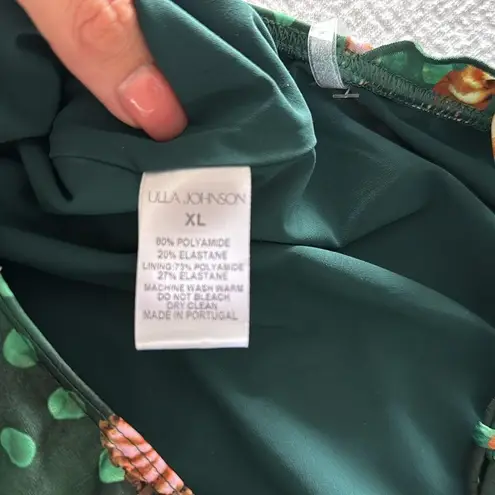 ULLA JOHNSON
XL
80% POLYAMIDE
20% ELASTANE
LINING:73% POLYAMIDE
27% ELASTANE
MACHINE WASH WARM
DO NOT BLEACH
DRY CLEAN
MADE IN PORTUGAL